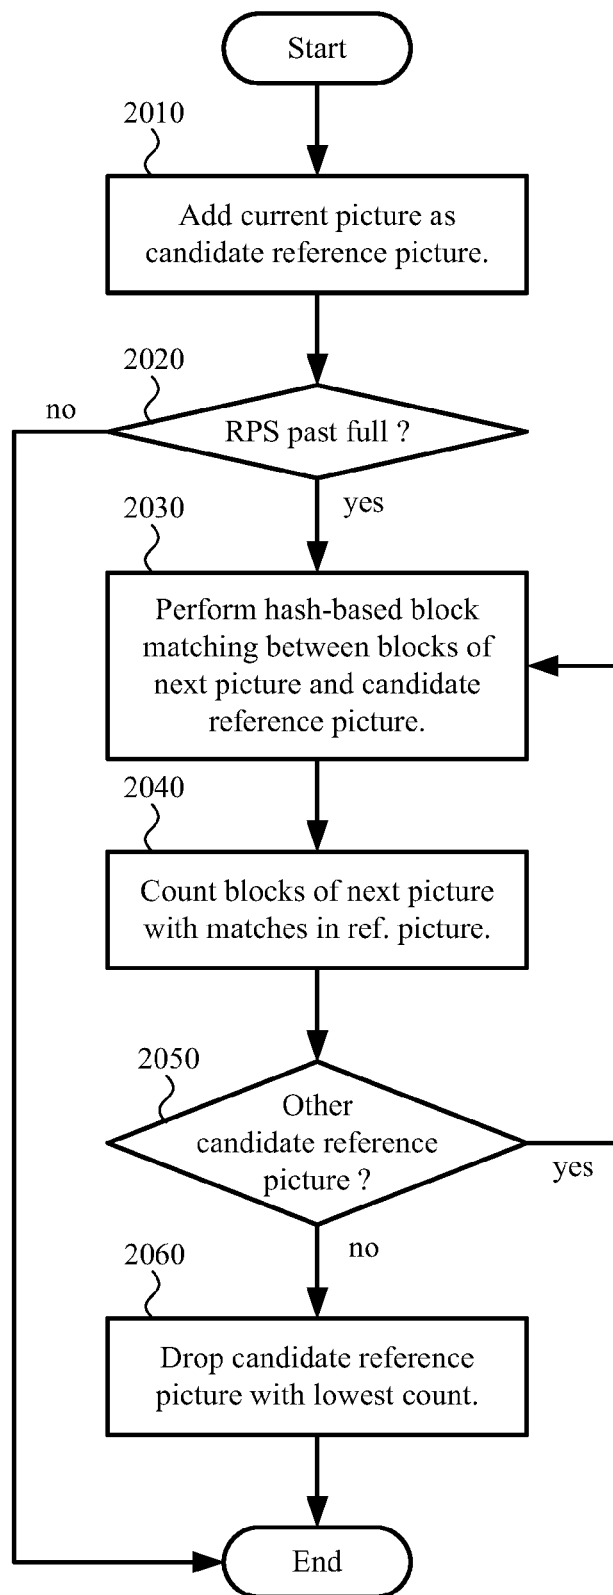 Start
2010
Add current picture as
candidate reference picture.
2020
no
RPS past full ?
yes
2030
Perform hash-based block
matching between blocks of
next picture and candidate
reference picture.
2040
Count blocks of next picture
with matches in ref. picture.
2050
Other
candidate reference
picture ?
yes
no
2060
Drop candidate reference
picture with lowest count.
End